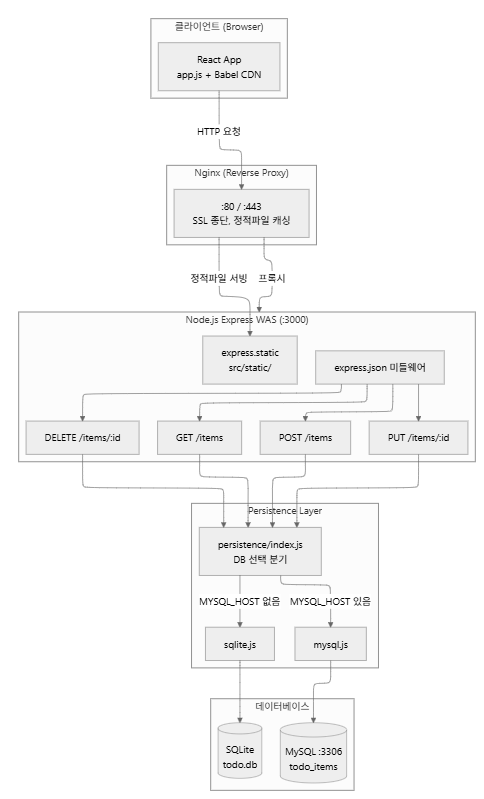 클라이언트 (Browser)
React App
app.js + Babel CDN
HTTP 요청
Nginx (Reverse Proxy)
:80 / :443
SSL 종단, 정적파일 캐싱
정적파일 서빙
프록시
Node.js Express WAS (:3000)
express.static
src/static/
express.json 미들웨어
DELETE /items/:id
GET /items
POST /items
PUT /items/:id
Persistence Layer
persistence/index.js
DB 선택 분기
MYSQL_HOST 없음
MYSQL_HOST 있음
sqlite.js
mysql.js
데이터베이스
SQLite
todo.db
MySQL :3306
todo_items